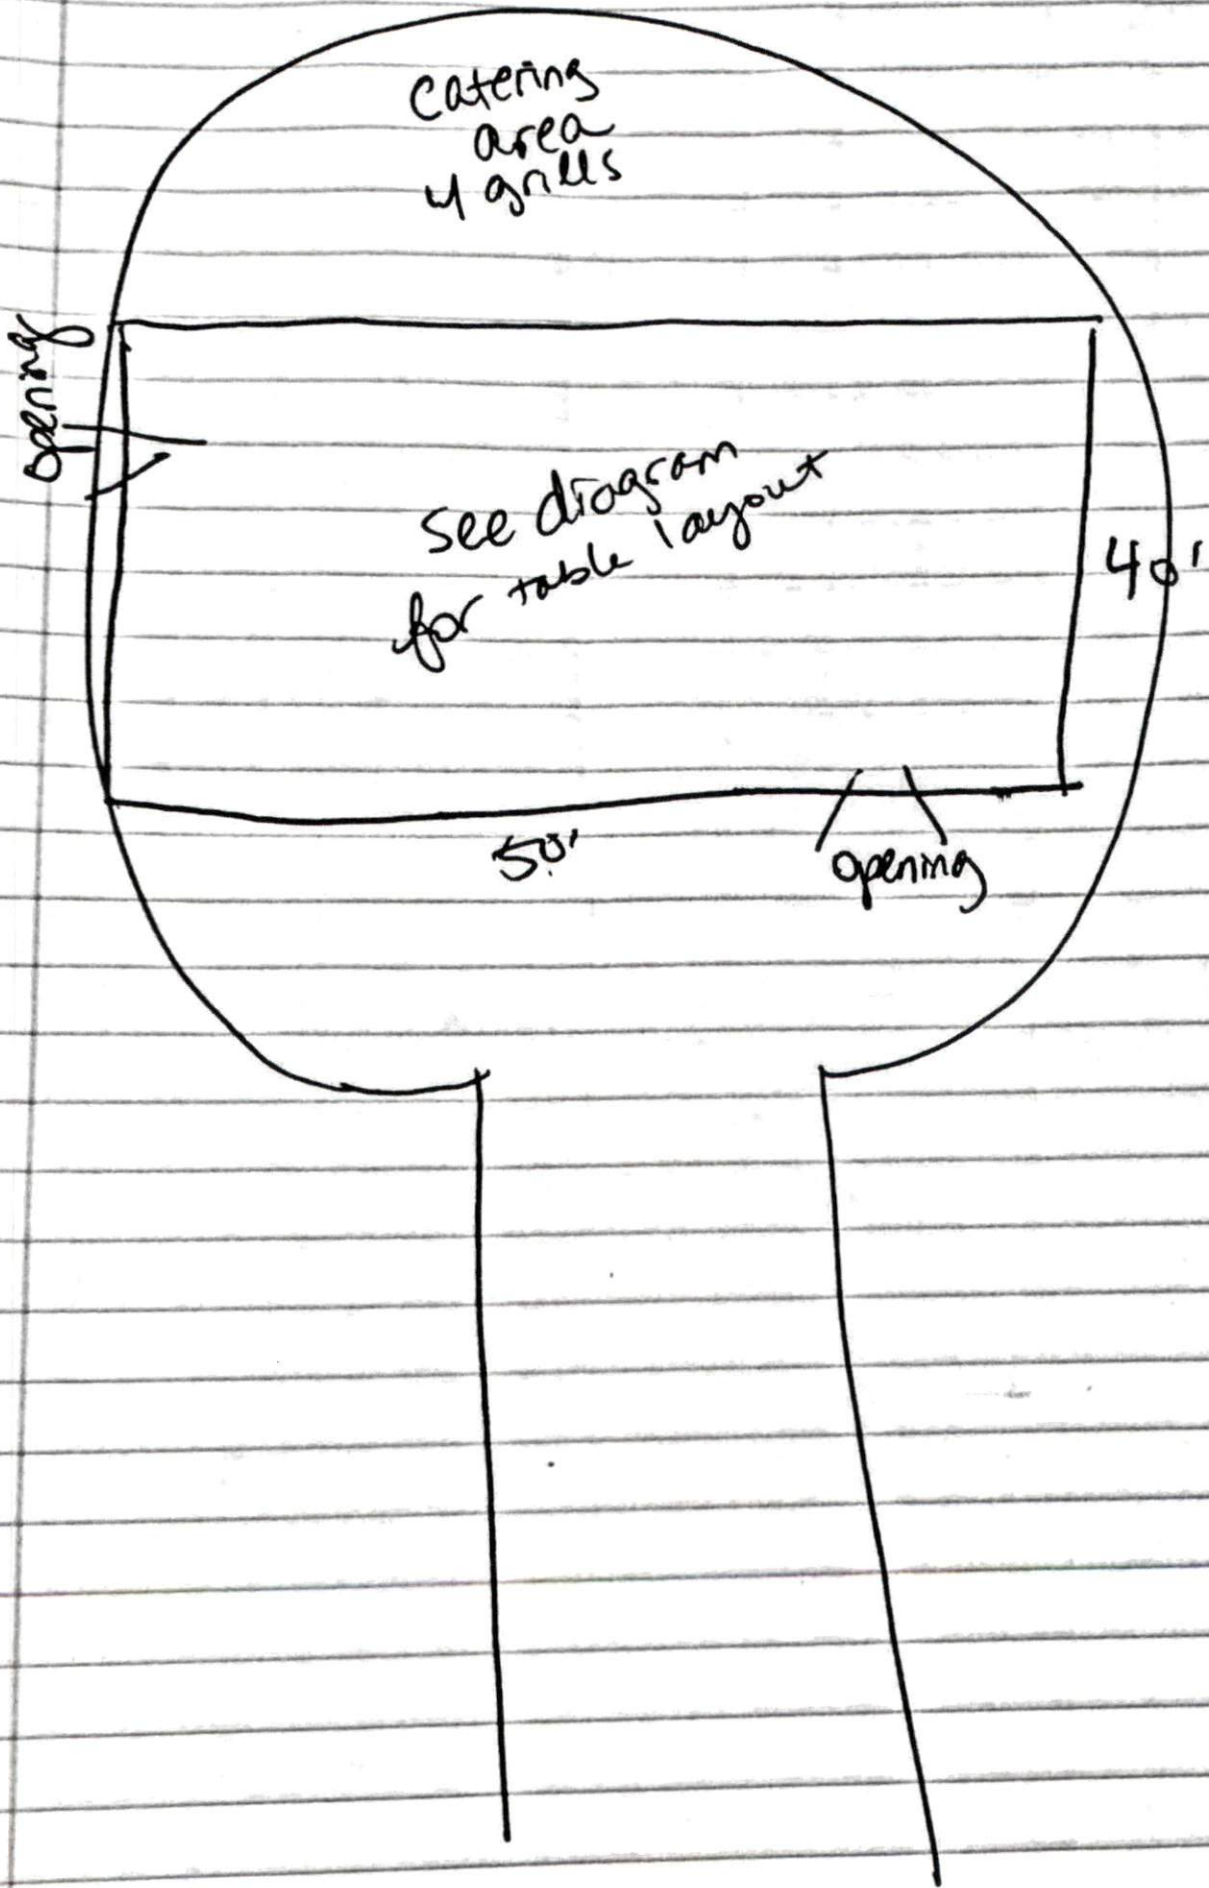 Catering
area
4 grills
opening
See diagram
for table layout
40'
50'
opening